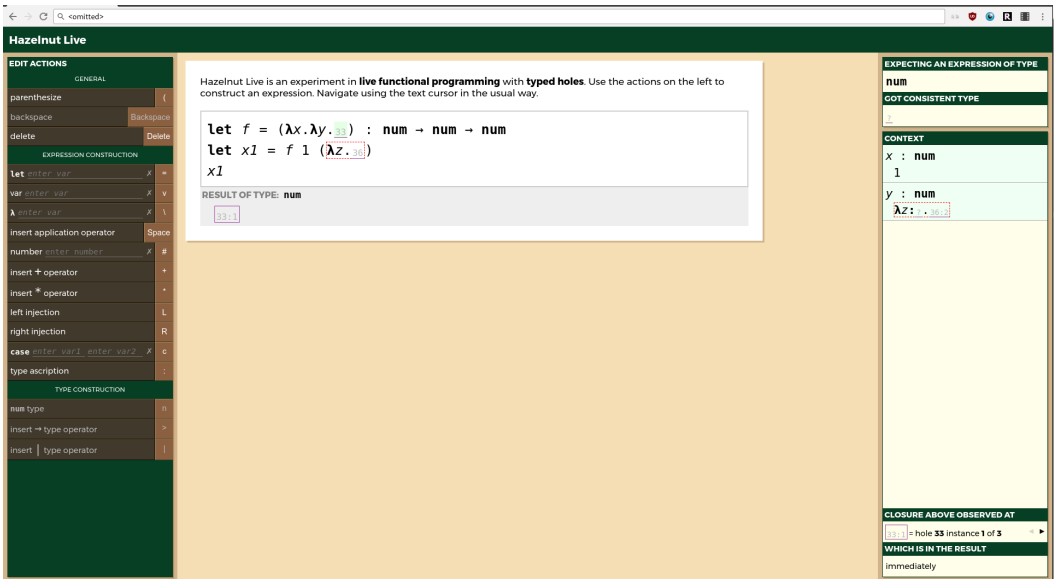 <omitted>
Hazelnut Live
EDIT ACTIONS
GENERAL
parenthesize (
backspace Backspace
delete Delete
EXPRESSION CONSTRUCTION
let enter var ✗ =
var enter var ✗ v
λ enter var ✗ \
insert application operator Space
number enter number ✗ #
insert + operator +
insert * operator *
left injection L
right injection R
case enter var1 enter var2 ✗ c
type ascription :
TYPE CONSTRUCTION
num type n
insert → type operator >
insert | type operator |
Hazelnut Live is an experiment in live functional programming with typed holes. Use the actions on the left to
construct an expression. Navigate using the text cursor in the usual way.
let f = (λx.λy.33) : num → num → num
let x1 = f 1 (λz.36)
x1
RESULT OF TYPE: num
33:1
EXPECTING AN EXPRESSION OF TYPE
num
GOT CONSISTENT TYPE
?
CONTEXT
x : num
1
y : num
λz:?.36:2
CLOSURE ABOVE OBSERVED AT
33:1 = hole 33 instance 1 of 3 ◄ ►
WHICH IS IN THE RESULT
immediately